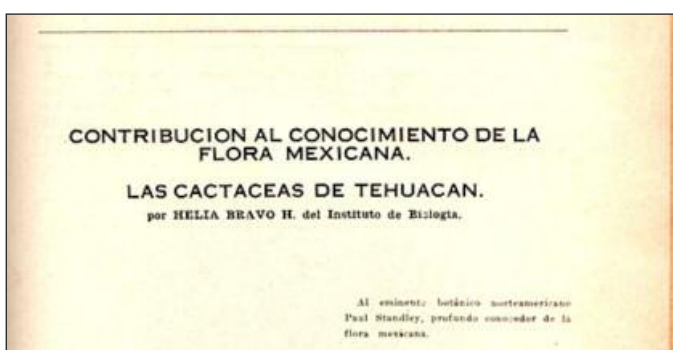 CONTRIBUCION AL CONOCIMIENTO DE LA
FLORA MEXICANA.
LAS CACTACEAS DE TEHUACAN.
por HELIA BRAVO H. del Instituto de Biología.
Al eminente botánico norteamericano
Paul Standley, profundo conocedor de la
flora mexicana.